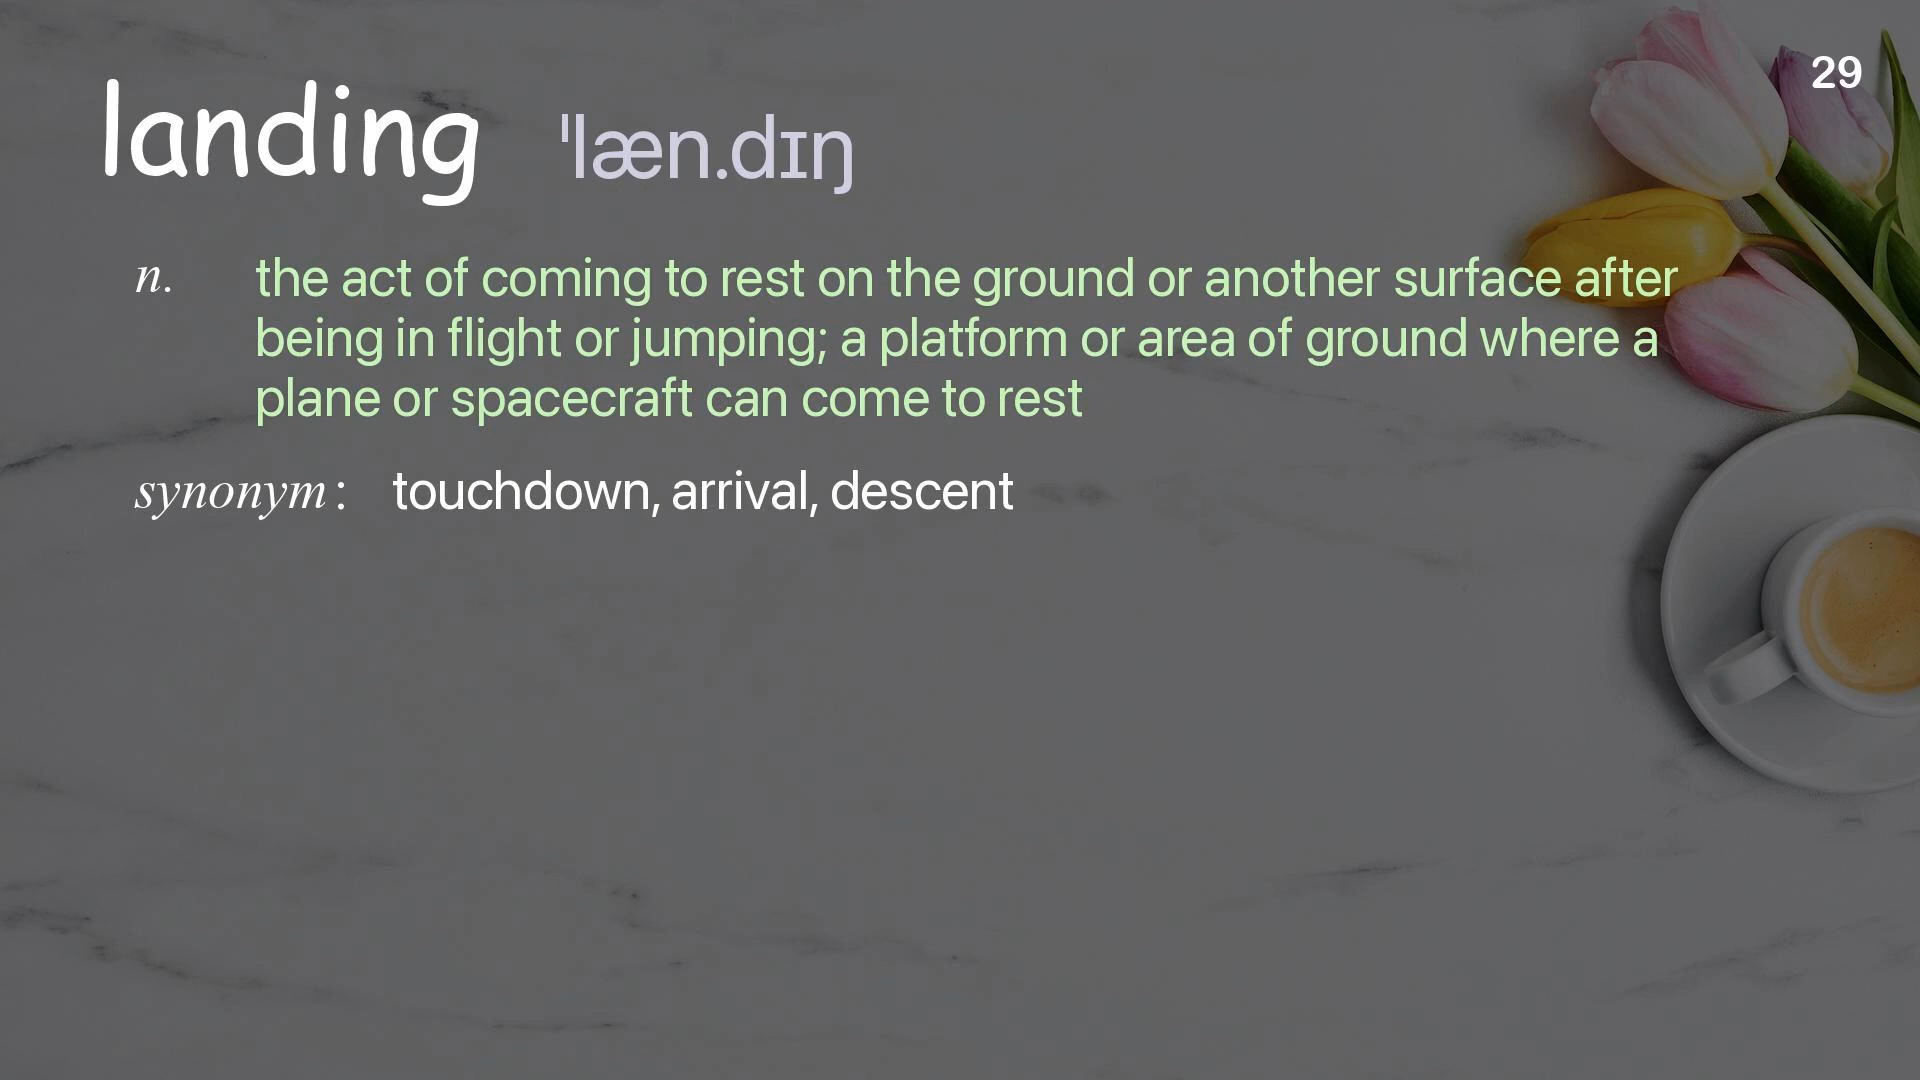 29
landing ˈlæn.dɪŋ
n. the act of coming to rest on the ground or another surface after
being in flight or jumping; a platform or area of ground where a
plane or spacecraft can come to rest
synonym: touchdown, arrival, descent